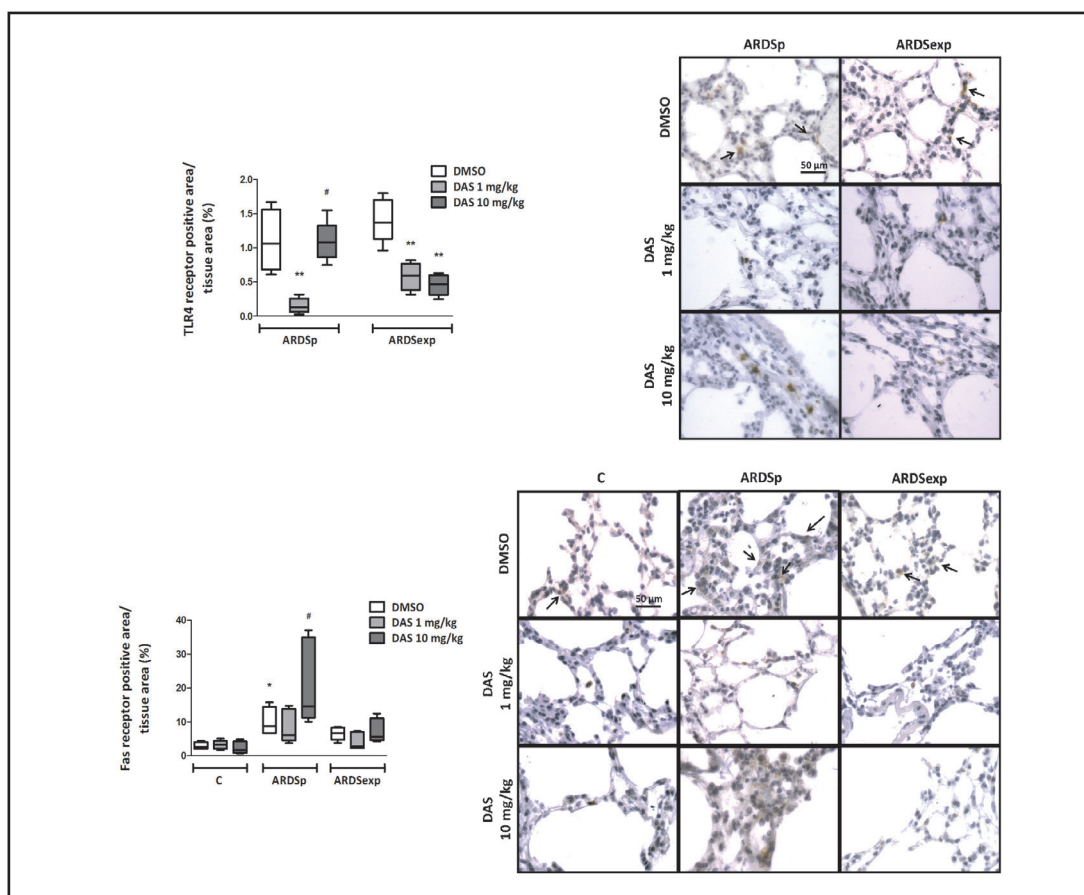 ARDSp
ARDSexp
DMSO
50 µm
DAS
1 mg/kg
DAS
10 mg/kg
TLR4 receptor positive area/
tissue area (%)
2.0
1.5
1.0
0.5
0.0
DMSO
DAS 1 mg/kg
DAS 10 mg/kg
**
#
**
**
ARDSp
ARDSexp
C
ARDSp
ARDSexp
DMSO
50 µm
DAS
1 mg/kg
DAS
10 mg/kg
Fas receptor positive area/
tissue area (%)
40
30
20
10
0
DMSO
DAS 1 mg/kg
DAS 10 mg/kg
*
#
C
ARDSp
ARDSexp